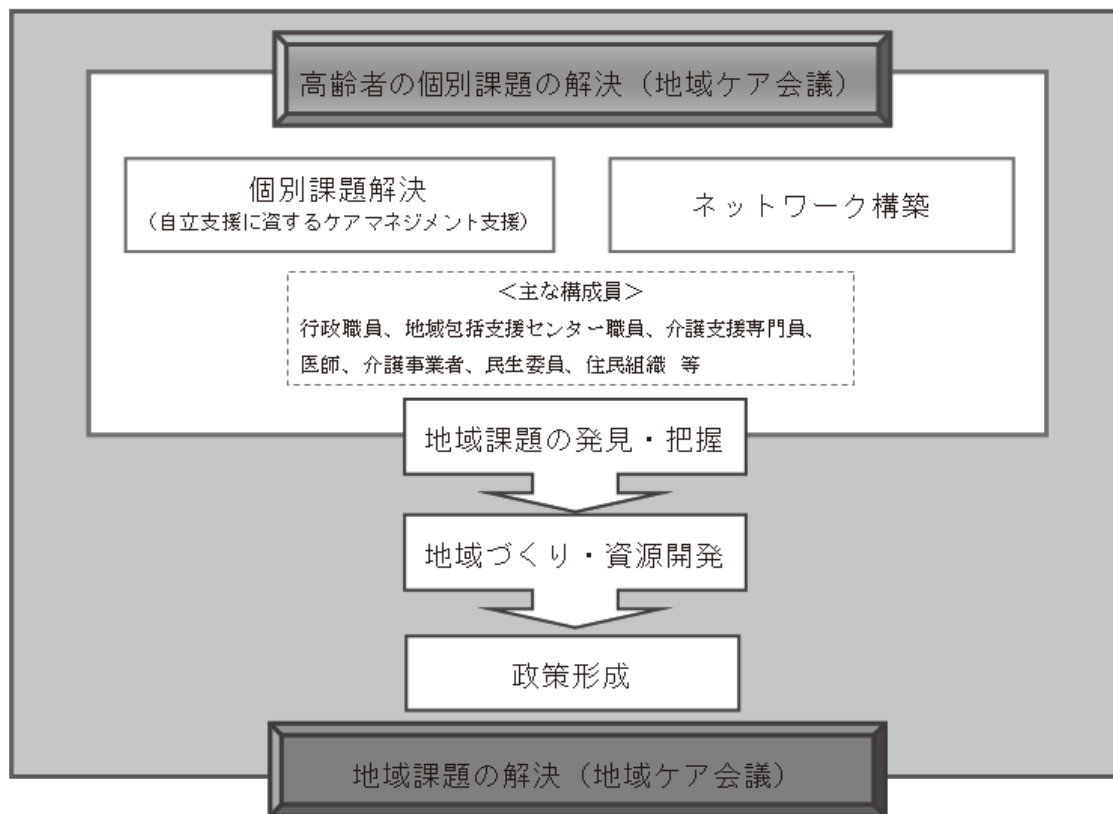 高齢者の個別課題の解決（地域ケア会議）
個別課題解決
（自立支援に資するケアマネジメント支援）
ネットワーク構築
＜主な構成員＞
行政職員、地域包括支援センター職員、介護支援専門員、
医師、介護事業者、民生委員、住民組織 等
地域課題の発見・把握
地域づくり・資源開発
政策形成
地域課題の解決（地域ケア会議）